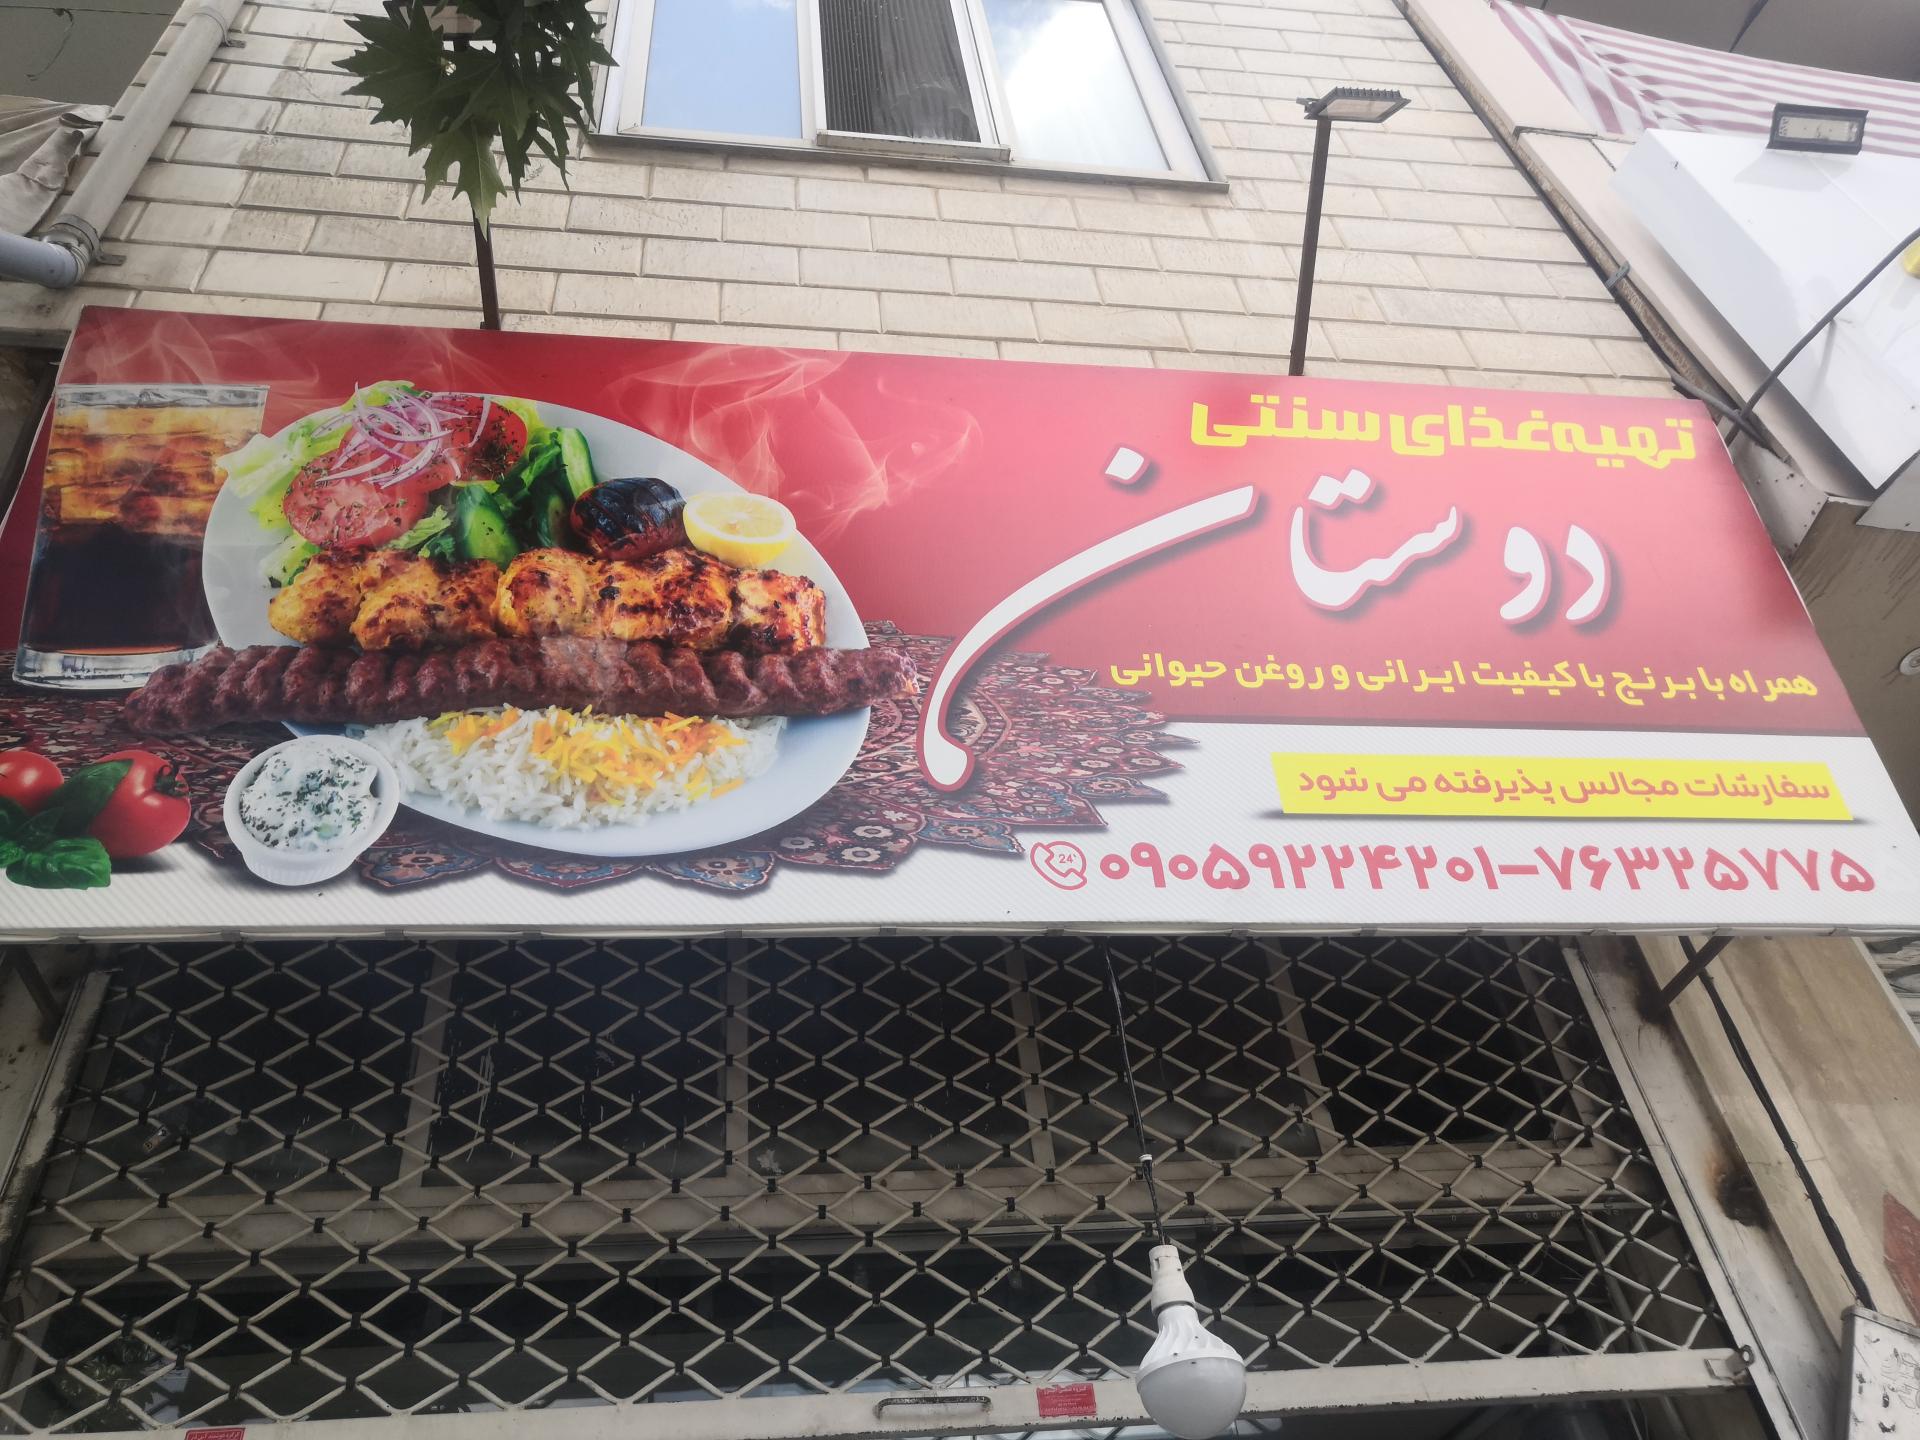 تهیه غذای سنتی
دوستان
همراه با برنج با کیفیت ایرانی و روغن حیوانی
سفارشات مجالس پذیرفته می شود
۰۹۰۵۹۲۲۴۲۰۱-۷۶۳۲۵۷۷۵
24